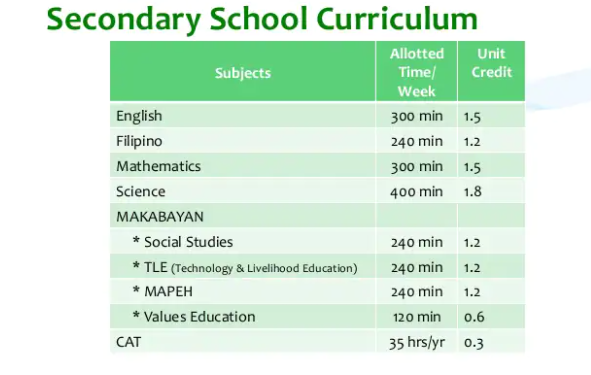 Secondary School Curriculum
Subjects Allotted Time/ Week Unit Credit
English 300 min 1.5
Filipino 240 min 1.2
Mathematics 300 min 1.5
Science 400 min 1.8
MAKABAYAN
* Social Studies 240 min 1.2
* TLE (Technology & Livelihood Education) 240 min 1.2
* MAPEH 240 min 1.2
* Values Education 120 min 0.6
CAT 35 hrs/yr 0.3